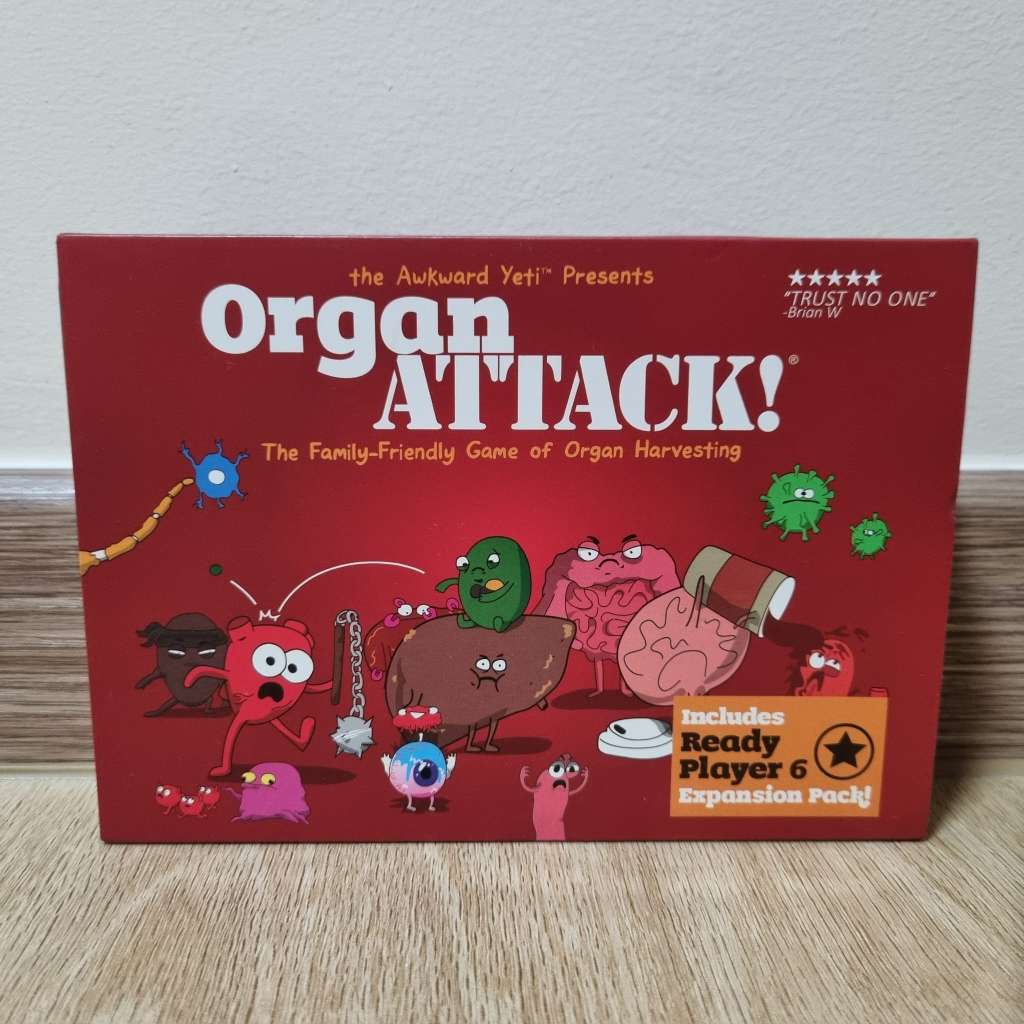 the Awkward Yeti™ Presents
Organ
ATTACK!®
The Family-Friendly Game of Organ Harvesting
★★★★★
“TRUST NO ONE”
-Brian W
Includes
Ready
Player 6
Expansion Pack!